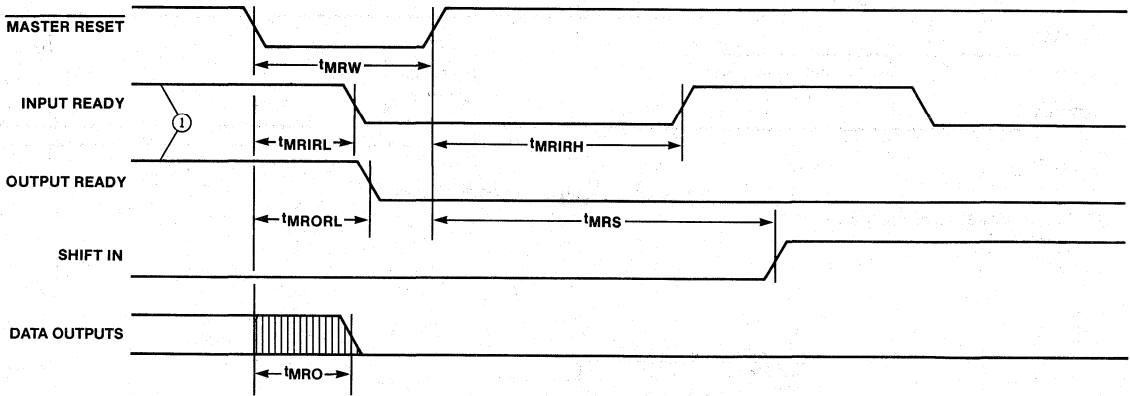 MASTER RESET
tMRW
INPUT READY
1
tMRIRL
tMRIRH
OUTPUT READY
tMRORL
tMRS
SHIFT IN
DATA OUTPUTS
tMRO